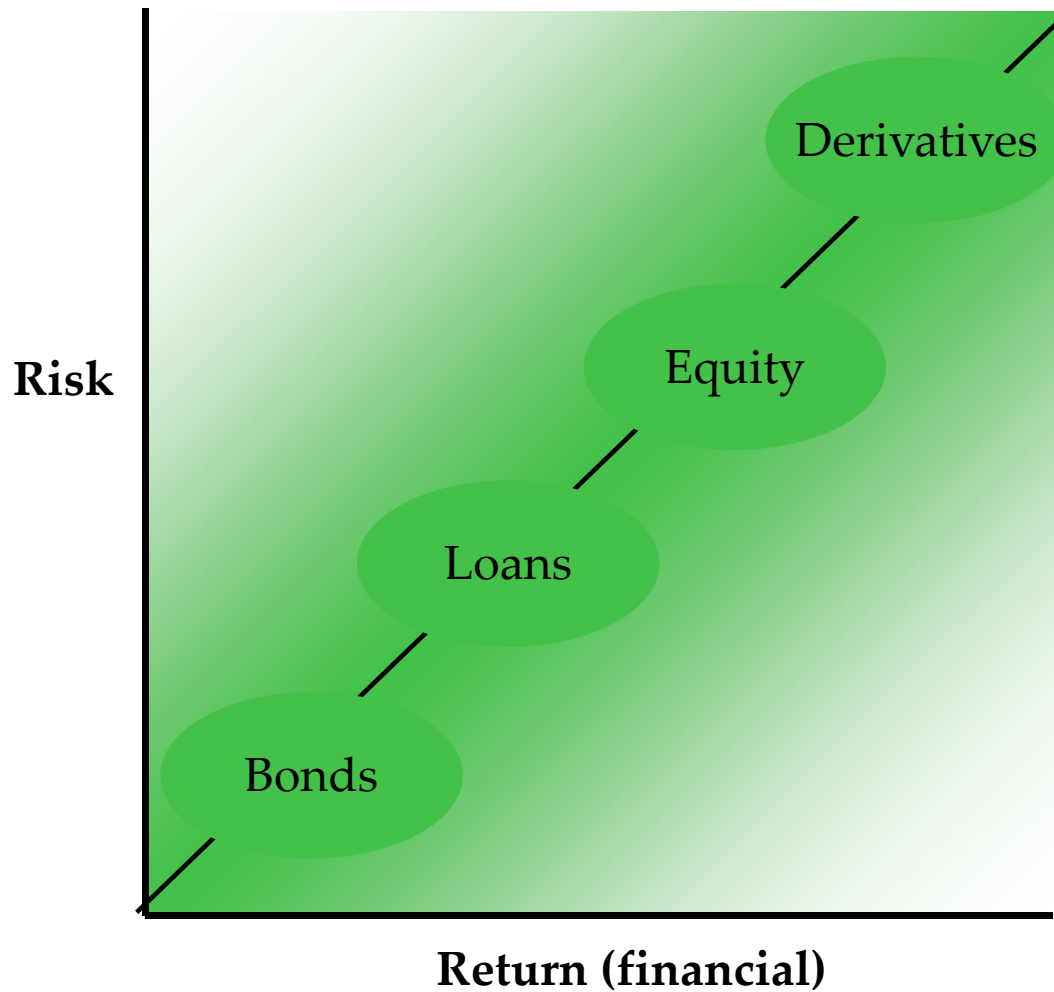 Derivatives
Equity
Risk
Loans
Bonds
Return (financial)